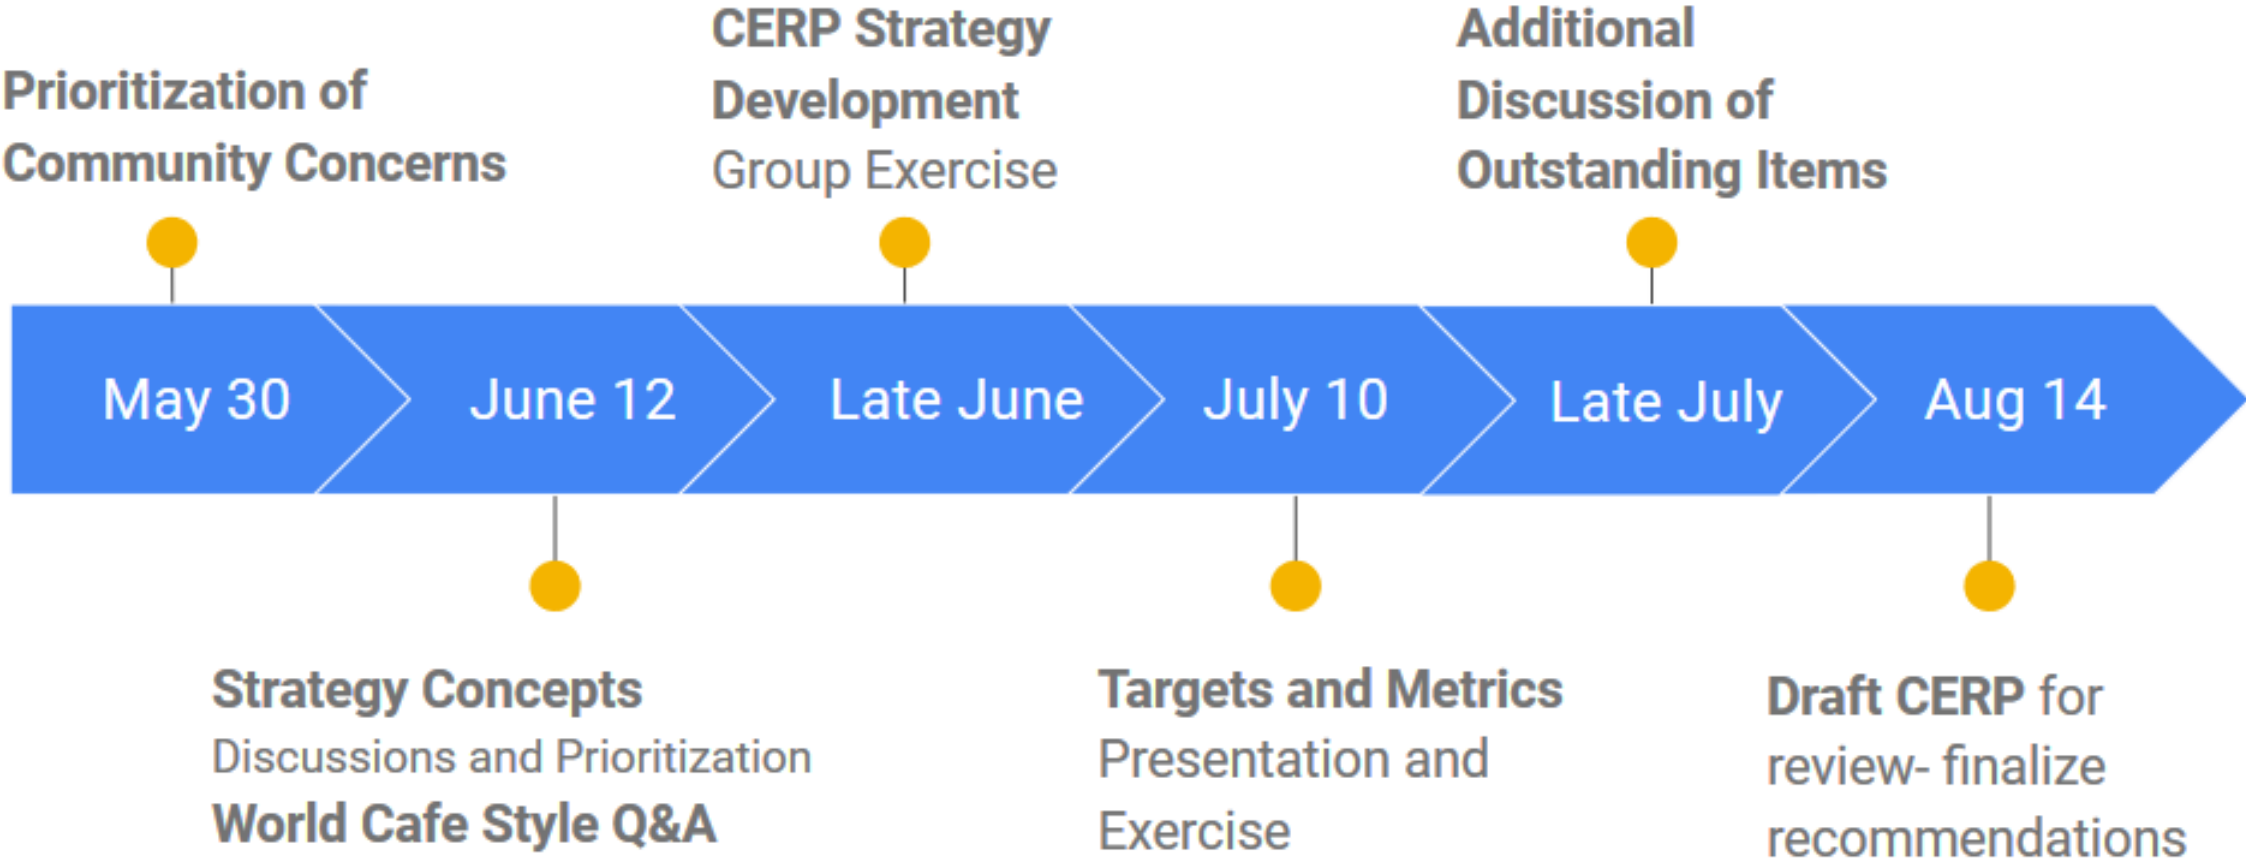 Prioritization of
Community Concerns
CERP Strategy
Development
Group Exercise
Additional
Discussion of
Outstanding Items
May 30
June 12
Late June
July 10
Late July
Aug 14
Strategy Concepts
Discussions and Prioritization
World Cafe Style Q&A
Targets and Metrics
Presentation and
Exercise
Draft CERP for
review- finalize
recommendations